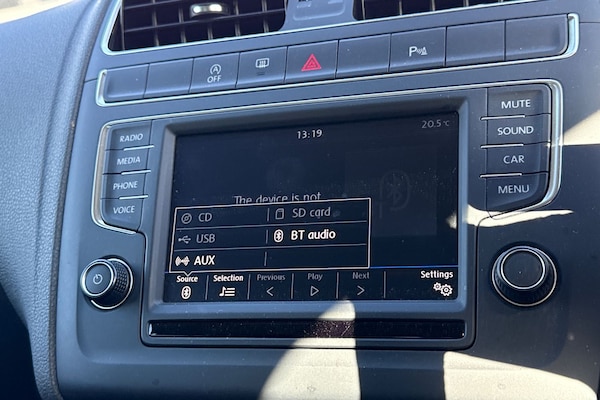 OFF
P
RADIO
MEDIA
PHONE
VOICE
MUTE
SOUND
CAR
MENU
13:19
20.5°C
The device is not
CD
SD card
USB
BT audio
AUX
Source
Selection
Previous
Play
Next
Settings